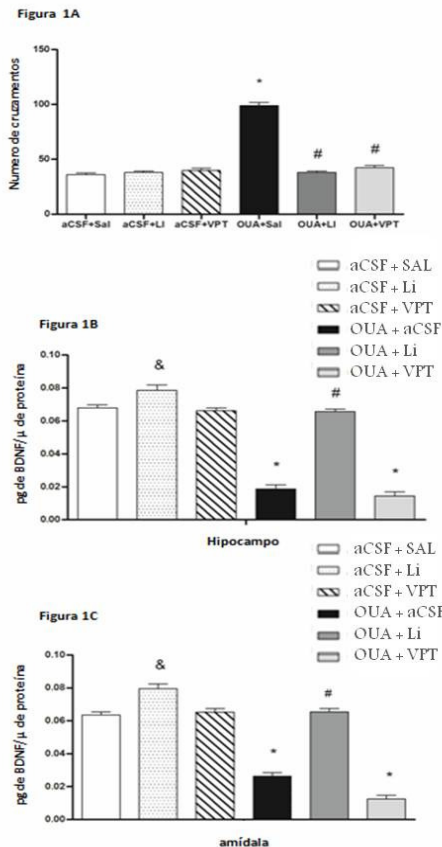 Figura 1A
Numero de cruzamentos
150
100
50
0
*
#
#
aCSF+Sal
aCSF+LI
aCSF+VPT
OUA+Sal
OUA+LI
OUA+VPT
aCSF + SAL
aCSF + Li
aCSF + VPT
OUA + aCSF
OUA + Li
OUA + VPT
Figura 1B
pg de BDNF/µ de proteína
0.10
0.08
0.06
0.04
0.02
0.00
&
*
#
*
Hipocampo
aCSF + SAL
aCSF + Li
aCSF + VPT
OUA + aCSF
OUA + Li
OUA + VPT
Figura 1C
pg de BDNF/µ de proteína
0.10
0.08
0.06
0.04
0.02
0.00
&
*
#
*
amídala